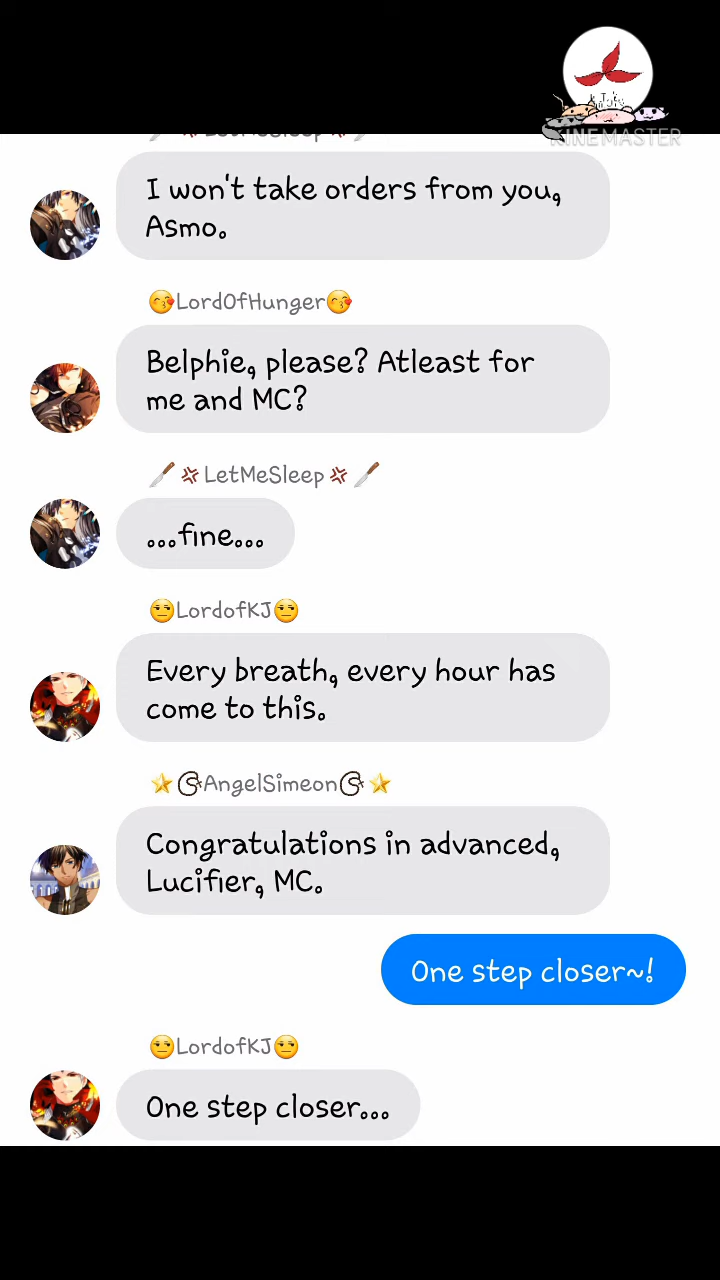 KINEMASTER
LetMeSleep
I won't take orders from you,
Asmo.
😙LordOfHunger😙
Belphie, please? Atleast for
me and MC?
🔪💢LetMeSleep💢🔪
...fine...
😒LordofKJ😒
Every breath, every hour has
come to this.
⭐AngelSimeon⭐
Congratulations in advanced,
Lucifier, MC.
One step closer~!
😒LordofKJ😒
One step closer...